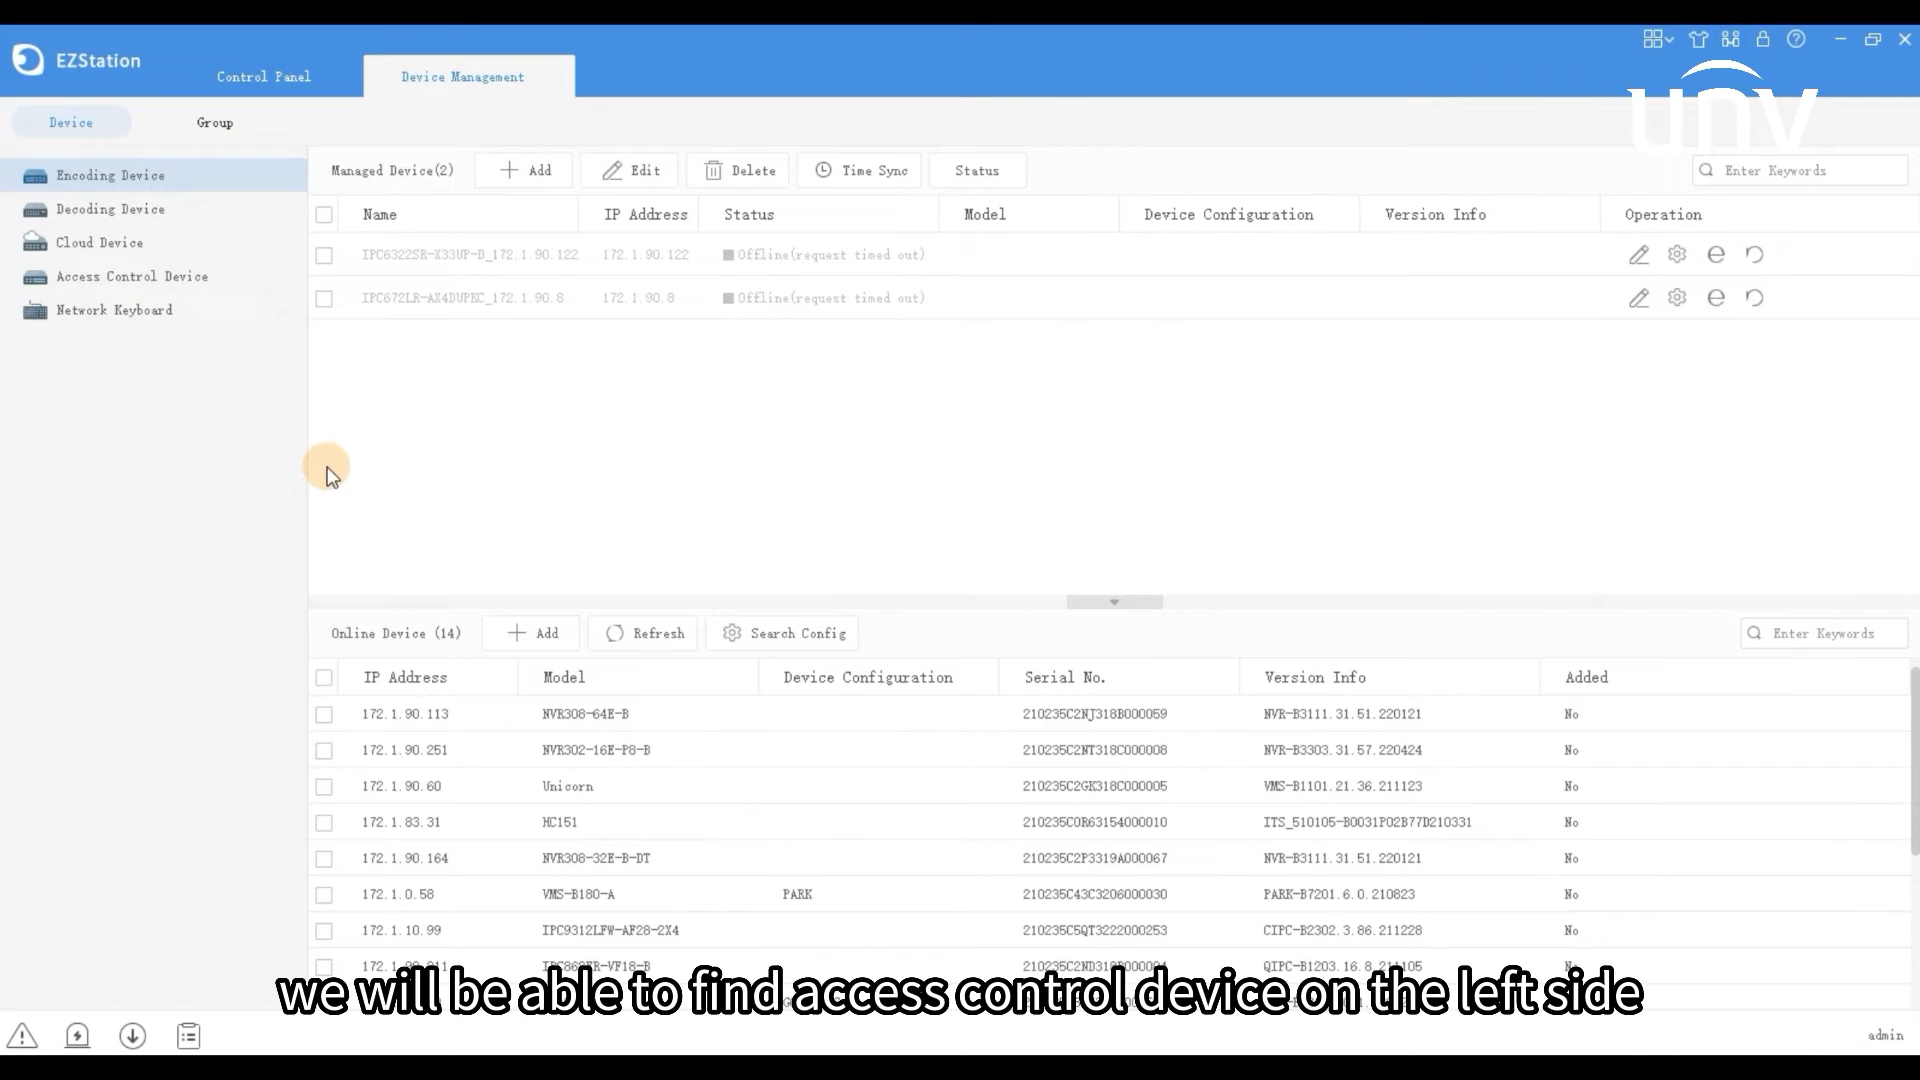 EZStation
Control Panel
Device Management
unv
Device
Group
Encoding Device
Decoding Device
Cloud Device
Access Control Device
Network Keyboard
Managed Device(2) Add Edit Delete Time Sync Status Enter Keywords
Name IP Address Status Model Device Configuration Version Info Operation
IPC6322SR-X33UP-D_172.1.90.122 172.1.90.122 Offline(request timed out)
IPC672LR-AX4DUPKC_172.1.90.8 172.1.90.8 Offline(request timed out)
Online Device (14) Add Refresh Search Config Enter Keywords
IP Address Model Device Configuration Serial No. Version Info Added
172.1.90.113 NVR308-64E-B 210235C2NJ318B000059 NVR-B3111.31.51.220121 No
172.1.90.251 NVR302-16E-P8-B 210235C2NT318C000008 NVR-B3303.31.57.220424 No
172.1.90.60 Unicorn 210235C2GK318C000005 VMS-B1101.21.36.211123 No
172.1.83.31 HC151 210235C0R63154000010 ITS_510105-B0031P02B77D210331 No
172.1.90.164 NVR308-32E-B-DT 210235C2P3319A000067 NVR-B3111.31.51.220121 No
172.1.0.58 VMS-B180-A PARK 210235C43C3206000030 PARK-B7201.6.0.210823 No
172.1.10.99 IPC9312LFW-AF28-2X4 210235C5QT3222000253 CIPC-B2302.3.86.211228 No
QIPC-B1203.16.8.211105
we will be able to find access control device on the left side
admin